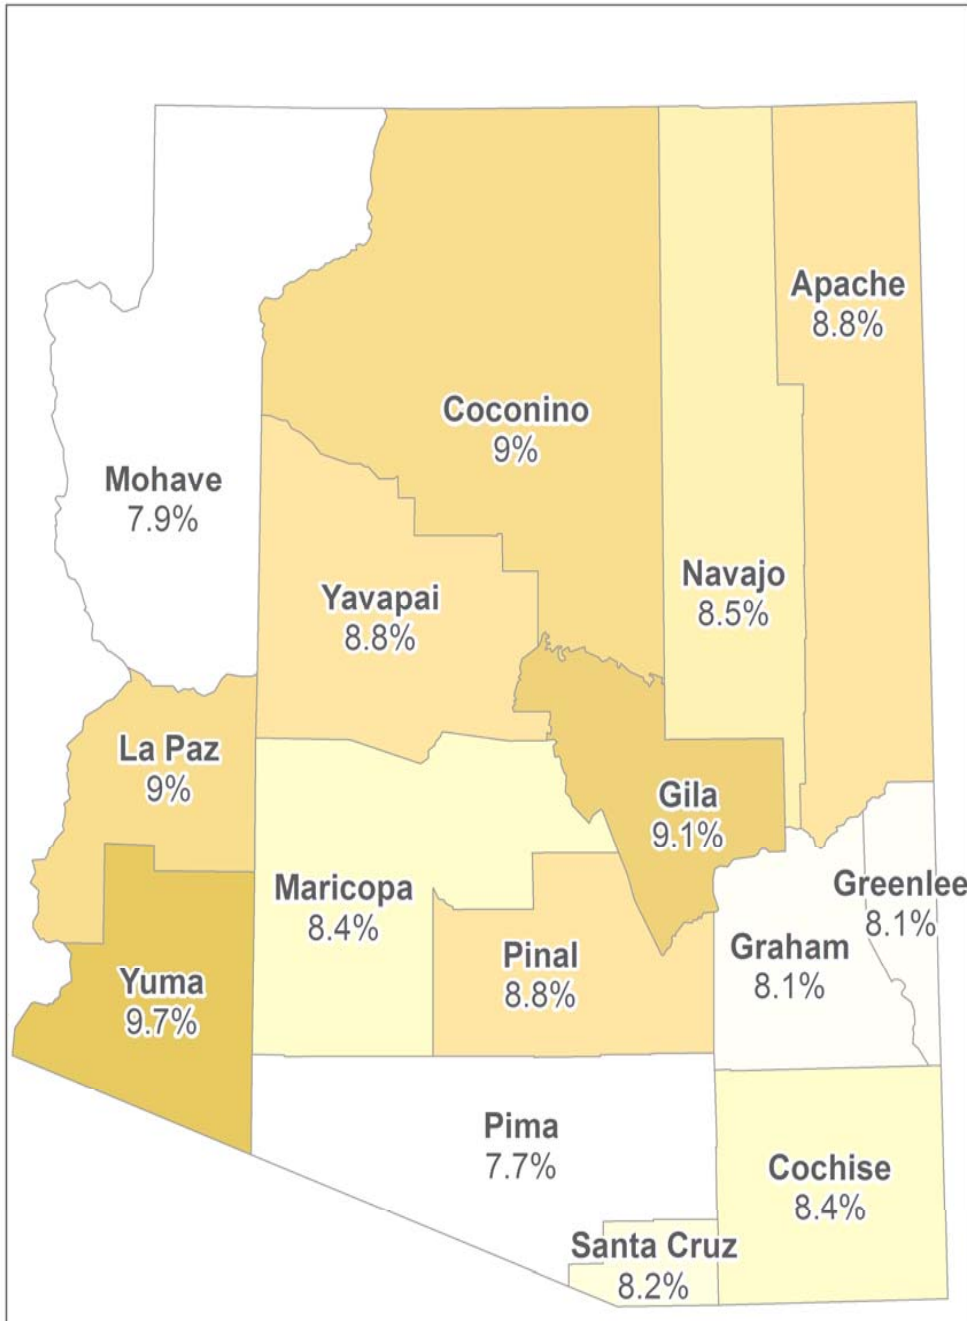 Apache
8.8%
Coconino
9%
Mohave
7.9%
Navajo
8.5%
Yavapai
8.8%
La Paz
9%
Gila
9.1%
Maricopa
8.4%
Greenlee
8.1%
Graham
8.1%
Pinal
8.8%
Yuma
9.7%
Pima
7.7%
Cochise
8.4%
Santa Cruz
8.2%